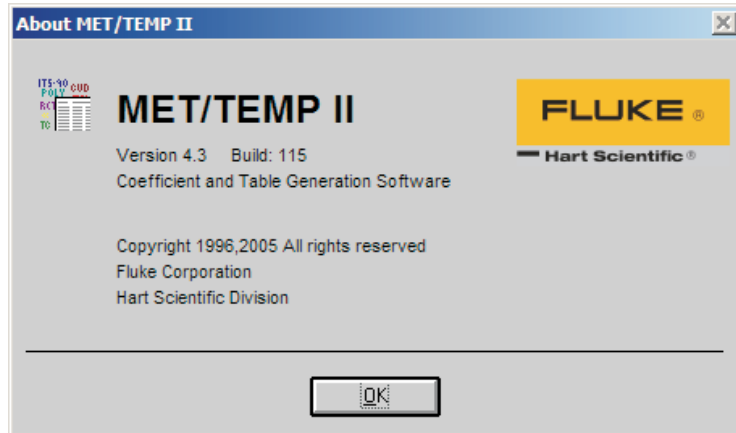 About MET/TEMP II
ITS-90 CVD
POLY
RCT
TC
MET/TEMP II
FLUKE ®
Hart Scientific ®
Version 4.3 Build: 115
Coefficient and Table Generation Software
Copyright 1996,2005 All rights reserved
Fluke Corporation
Hart Scientific Division
OK